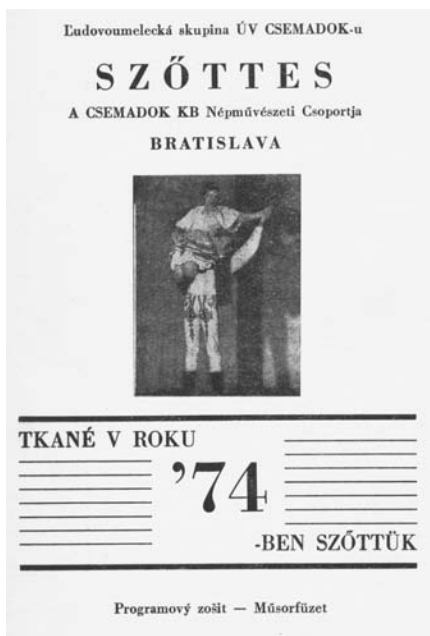 Ľudovoumelecká skupina ÚV CSEMADOK-u
SZŐTTES
A CSEMADOK KB Népművészeti Csoportja
BRATISLAVA
TKANÉ V ROKU
’74
-BEN SZŐTTÜK
Programový zošit — Műsorfüzet